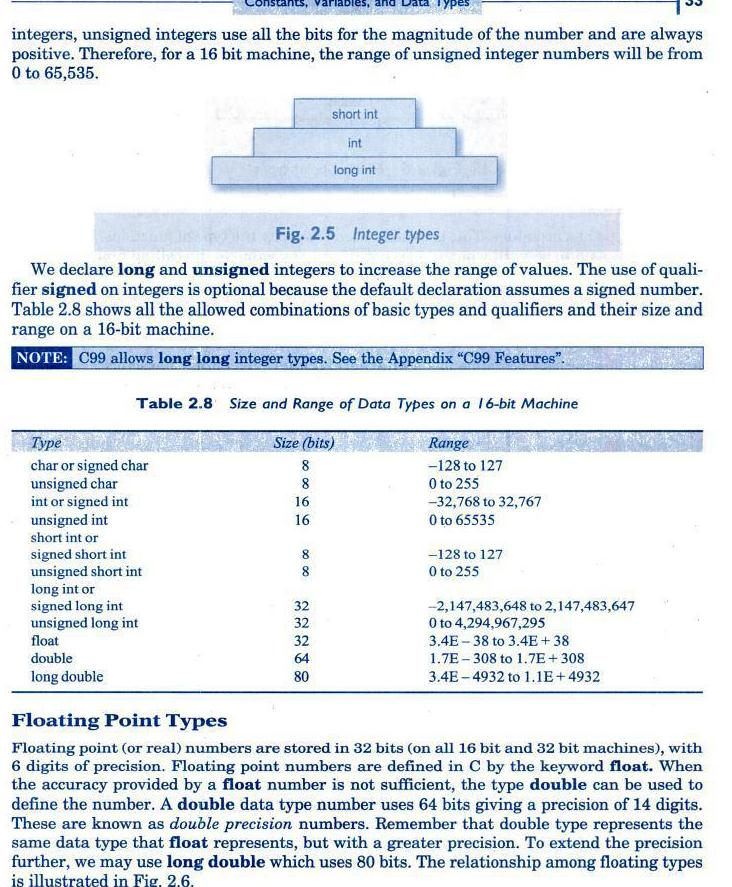 Constants, Variables, and Data Types 33
integers, unsigned integers use all the bits for the magnitude of the number and are always
positive. Therefore, for a 16 bit machine, the range of unsigned integer numbers will be from
0 to 65,535.
short int
int
long int
Fig. 2.5 Integer types
We declare long and unsigned integers to increase the range of values. The use of quali-
fier signed on integers is optional because the default declaration assumes a signed number.
Table 2.8 shows all the allowed combinations of basic types and qualifiers and their size and
range on a 16-bit machine.
NOTE: C99 allows long long integer types. See the Appendix “C99 Features”.
Table 2.8 Size and Range of Data Types on a 16-bit Machine
Type Size (bits) Range
char or signed char 8 –128 to 127
unsigned char 8 0 to 255
int or signed int 16 –32,768 to 32,767
unsigned int 16 0 to 65535
short int or
signed short int 8 –128 to 127
unsigned short int 8 0 to 255
long int or
signed long int 32 –2,147,483,648 to 2,147,483,647
unsigned long int 32 0 to 4,294,967,295
float 32 3.4E – 38 to 3.4E + 38
double 64 1.7E – 308 to 1.7E + 308
long double 80 3.4E – 4932 to 1.1E + 4932
Floating Point Types
Floating point (or real) numbers are stored in 32 bits (on all 16 bit and 32 bit machines), with
6 digits of precision. Floating point numbers are defined in C by the keyword float. When
the accuracy provided by a float number is not sufficient, the type double can be used to
define the number. A double data type number uses 64 bits giving a precision of 14 digits.
These are known as double precision numbers. Remember that double type represents the
same data type that float represents, but with a greater precision. To extend the precision
further, we may use long double which uses 80 bits. The relationship among floating types
is illustrated in Fig. 2.6.